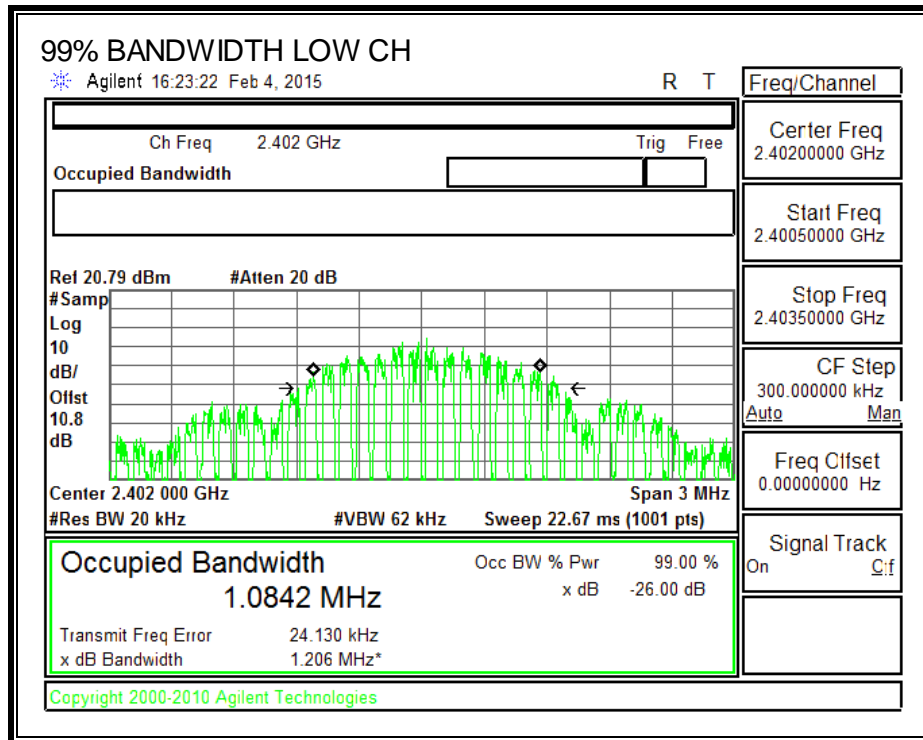 99% BANDWIDTH LOW CH
Agilent 16:23:22 Feb 4, 2015 R T
Freq/Channel
Ch Freq 2.402 GHz Trig Free
Occupied Bandwidth
Center Freq
2.40200000 GHz
Start Freq
2.40050000 GHz
Stop Freq
2.40350000 GHz
CF Step
300.000000 kHz
Auto Man
Freq Offset
0.00000000 Hz
Signal Track
On Off
Ref 20.79 dBm #Atten 20 dB
#Samp
Log
10
dB/
Offst
10.8
dB
Center 2.402 000 GHz Span 3 MHz
#Res BW 20 kHz #VBW 62 kHz Sweep 22.67 ms (1001 pts)
Occupied Bandwidth
1.0842 MHz
Occ BW % Pwr 99.00 %
x dB -26.00 dB
Transmit Freq Error 24.130 kHz
x dB Bandwidth 1.206 MHz*
Copyright 2000-2010 Agilent Technologies